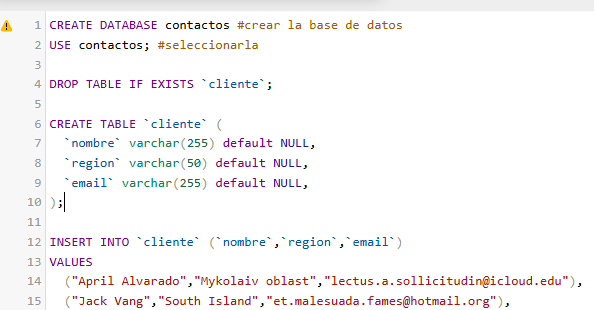 1 CREATE DATABASE contactos #crear la base de datos
2 USE contactos; #seleccionarla
3
4 DROP TABLE IF EXISTS `cliente`;
5
6 CREATE TABLE `cliente` (
7 `nombre` varchar(255) default NULL,
8 `region` varchar(50) default NULL,
9 `email` varchar(255) default NULL,
10 );
11
12 INSERT INTO `cliente` (`nombre`,`region`,`email`)
13 VALUES
14 ("April Alvarado","Mykolaiv oblast","lectus.a.sollicitudin@icloud.edu"),
15 ("Jack Vang","South Island","et.malesuada.fames@hotmail.org"),